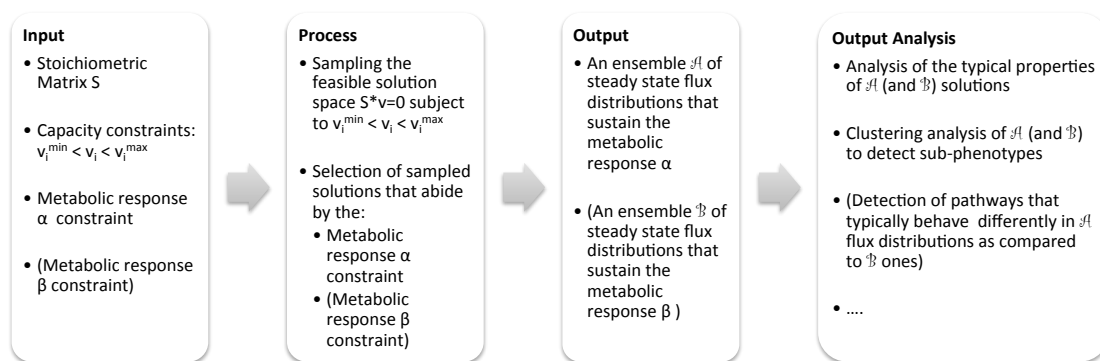 Input
• Stoichiometric
Matrix S
• Capacity constraints:
vᵢᵐⁱⁿ < vᵢ < vᵢᵐᵃˣ
• Metabolic response
α constraint
• (Metabolic response
β constraint)
Process
• Sampling the
feasible solution
space S*v=0 subject
to vᵢᵐⁱⁿ < vᵢ < vᵢᵐᵃˣ
• Selection of sampled
solutions that abide
by the:
• Metabolic
response α
constraint
• (Metabolic
response β
constraint)
Output
• An ensemble 𝒜 of
steady state flux
distributions that
sustain the
metabolic
response α
• (An ensemble ℬ of
steady state flux
distributions that
sustain the
metabolic
response β )
Output Analysis
• Analysis of the typical properties
of 𝒜 (and ℬ) solutions
• Clustering analysis of 𝒜 (and ℬ)
to detect sub-phenotypes
• (Detection of pathways that
typically behave differently in 𝒜
flux distributions as compared
to ℬ ones)
• ....